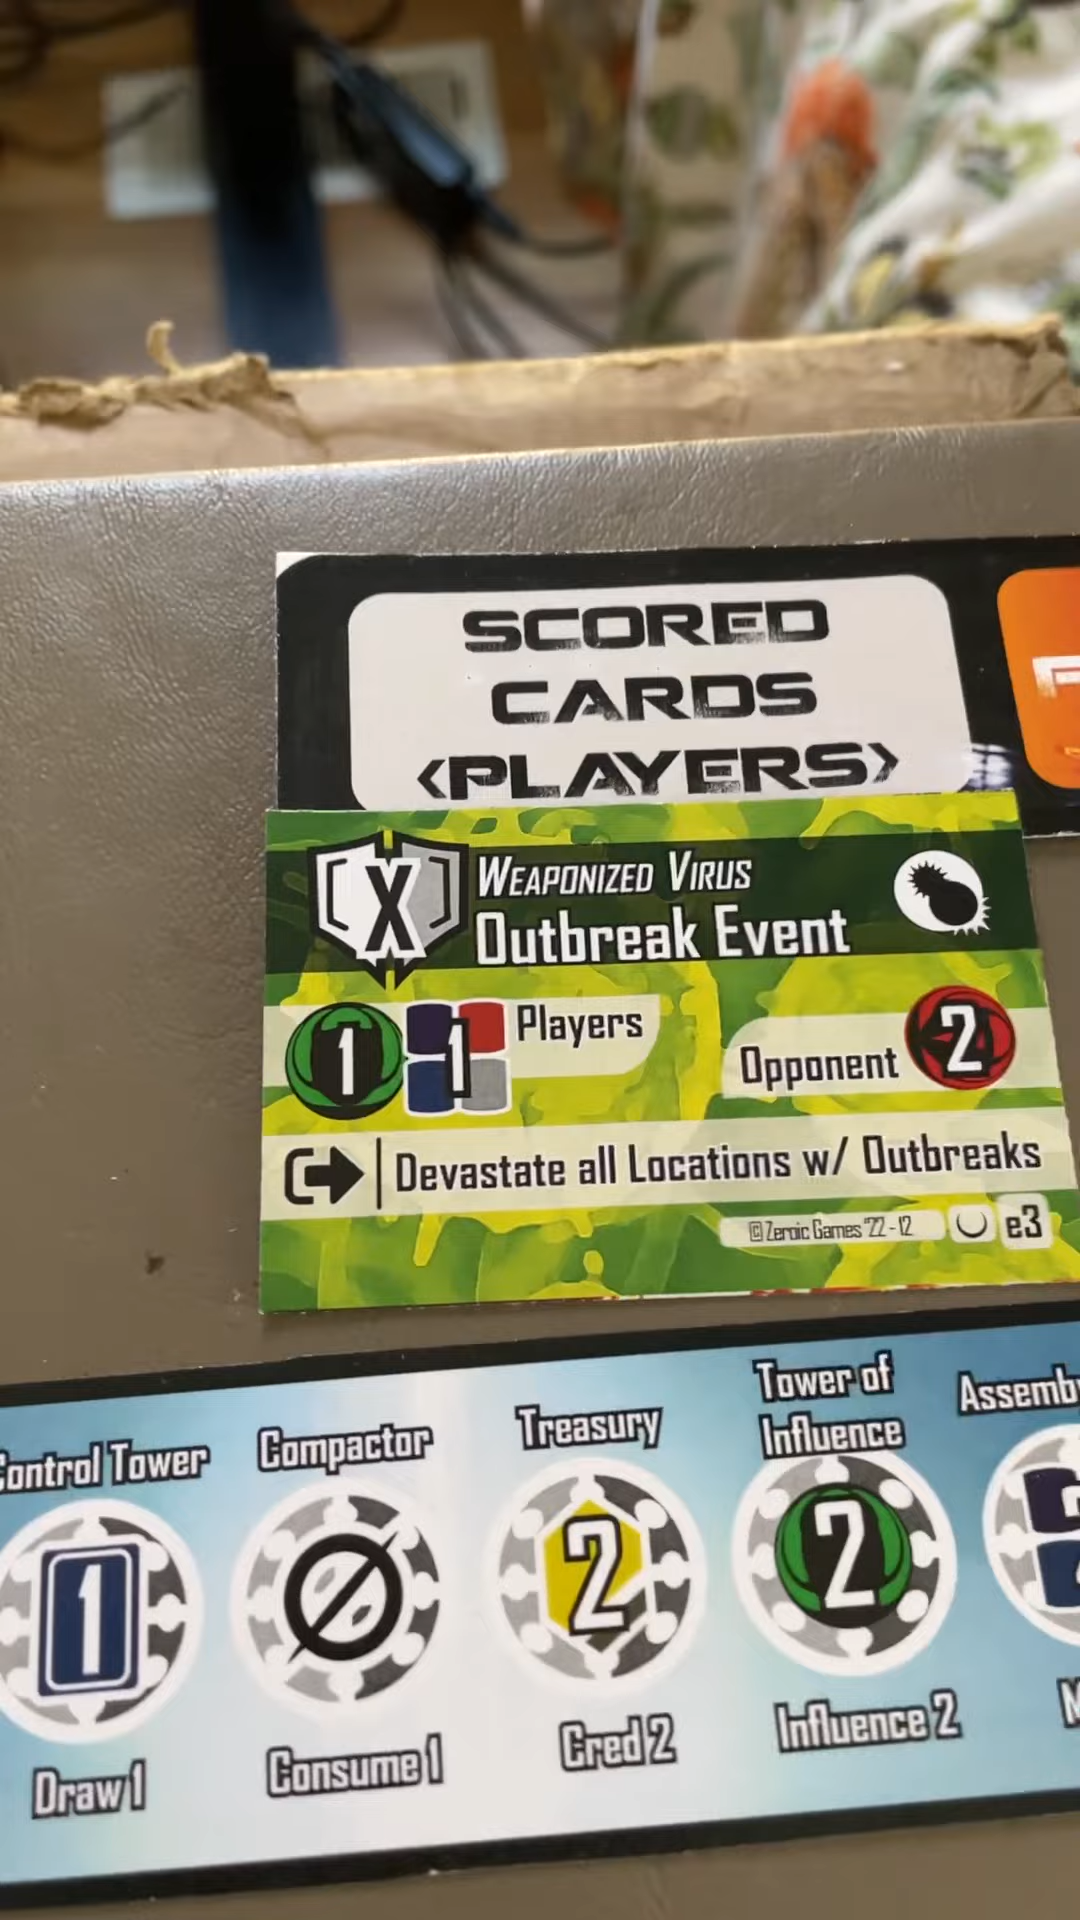 SCORED
CARDS
<PLAYERS>
X
WEAPONIZED VIRUS
Outbreak Event
1 1 Players
Opponent 2
Devastate all Locations w/ Outbreaks
© Zeroic Games '22 - 12 e3
Control Tower
Compactor
Treasury
Tower of
Influence
1
2
2
Draw 1
Consume 1
Cred 2
Influence 2